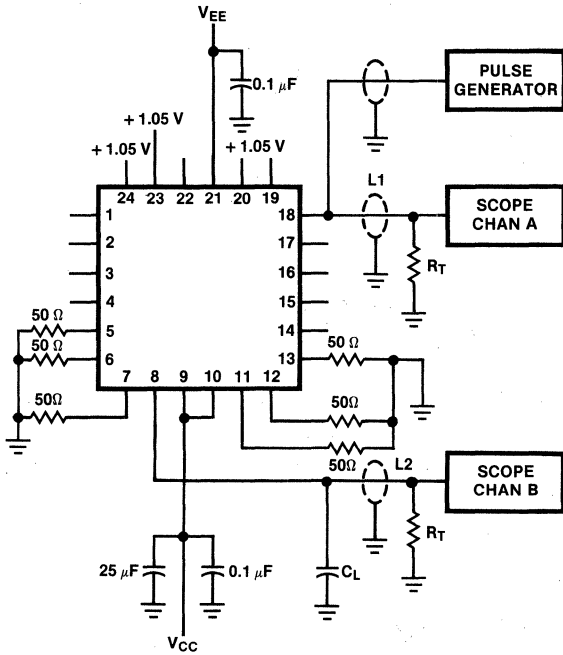 VEE
0.1 μF
PULSE
GENERATOR
+ 1.05 V
+ 1.05 V
+ 1.05 V
24 23 22 21 20 19
L1
SCOPE
CHAN A
RT
1
2
3
4
5
6
18
17
16
15
14
13
7 8 9 10 11 12
50 Ω
50 Ω
50Ω
50 Ω
50Ω
50Ω
L2
SCOPE
CHAN B
RT
25 μF
0.1 μF
CL
VCC